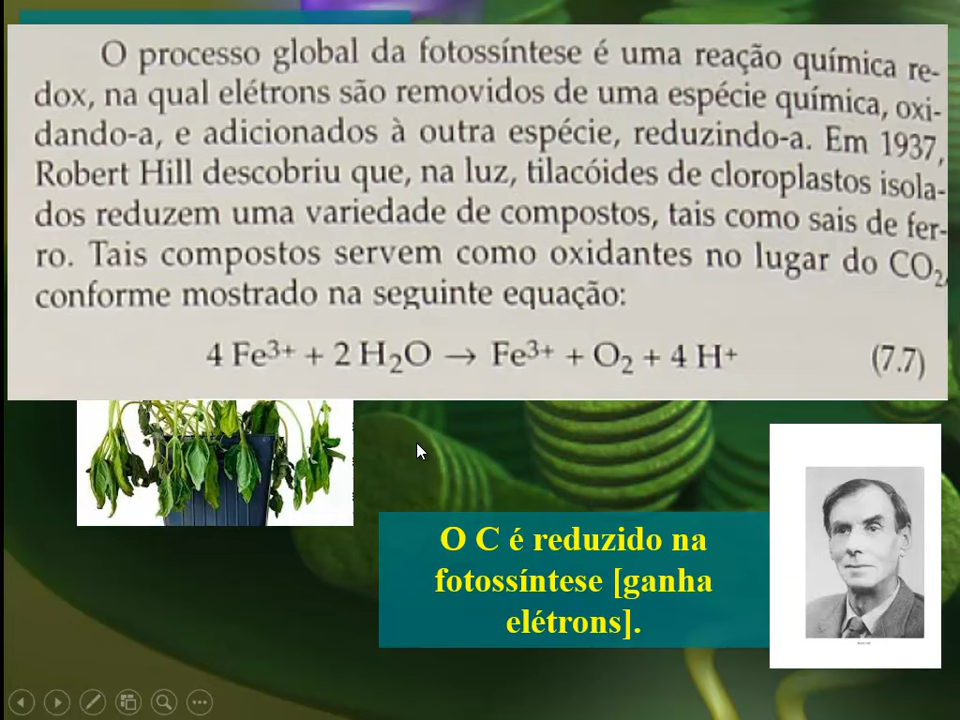 O processo global da fotossíntese é uma reação química re-
dox, na qual elétrons são removidos de uma espécie química, oxi-
dando-a, e adicionados à outra espécie, reduzindo-a. Em 1937,
Robert Hill descobriu que, na luz, tilacóides de cloroplastos isola-
dos reduzem uma variedade de compostos, tais como sais de fer-
ro. Tais compostos servem como oxidantes no lugar do CO₂,
conforme mostrado na seguinte equação:
4 Fe³⁺ + 2 H₂O → Fe³⁺ + O₂ + 4 H⁺ (7.7)
O C é reduzido na
fotossíntese [ganha
elétrons].